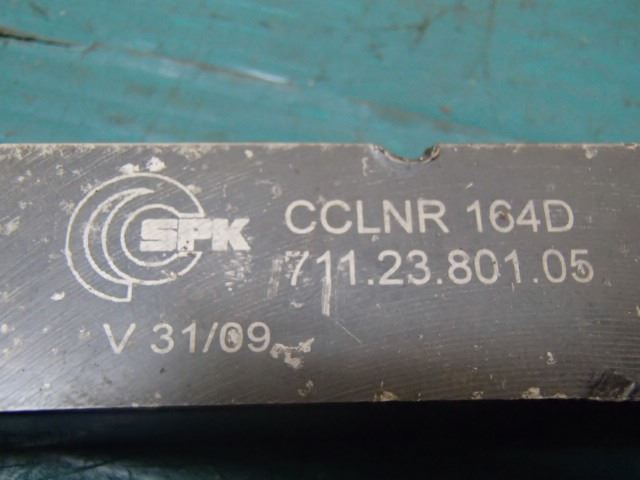 SPK
CCLNR 164D
711.23.801.05
V 31/09